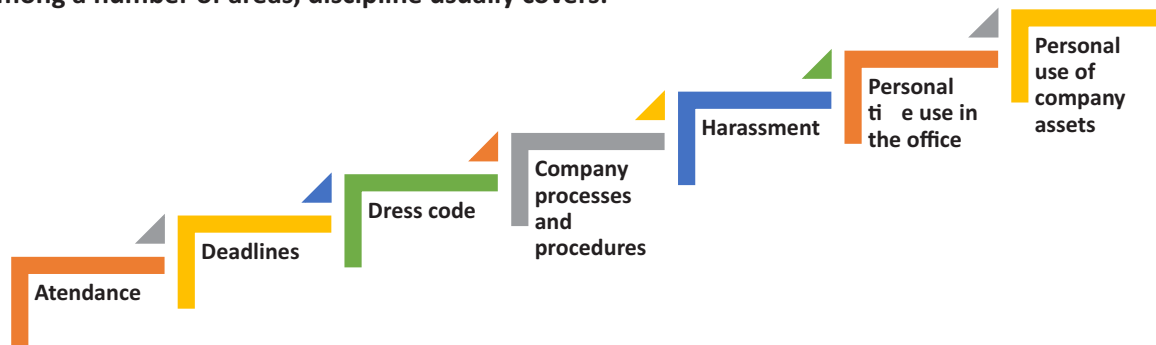 mong a number of areas, discipline usually covers:
Atendance
Deadlines
Dress code
Company
processes
and
procedures
Harassment
Personal
ti e use in
the office
Personal
use of
company
assets